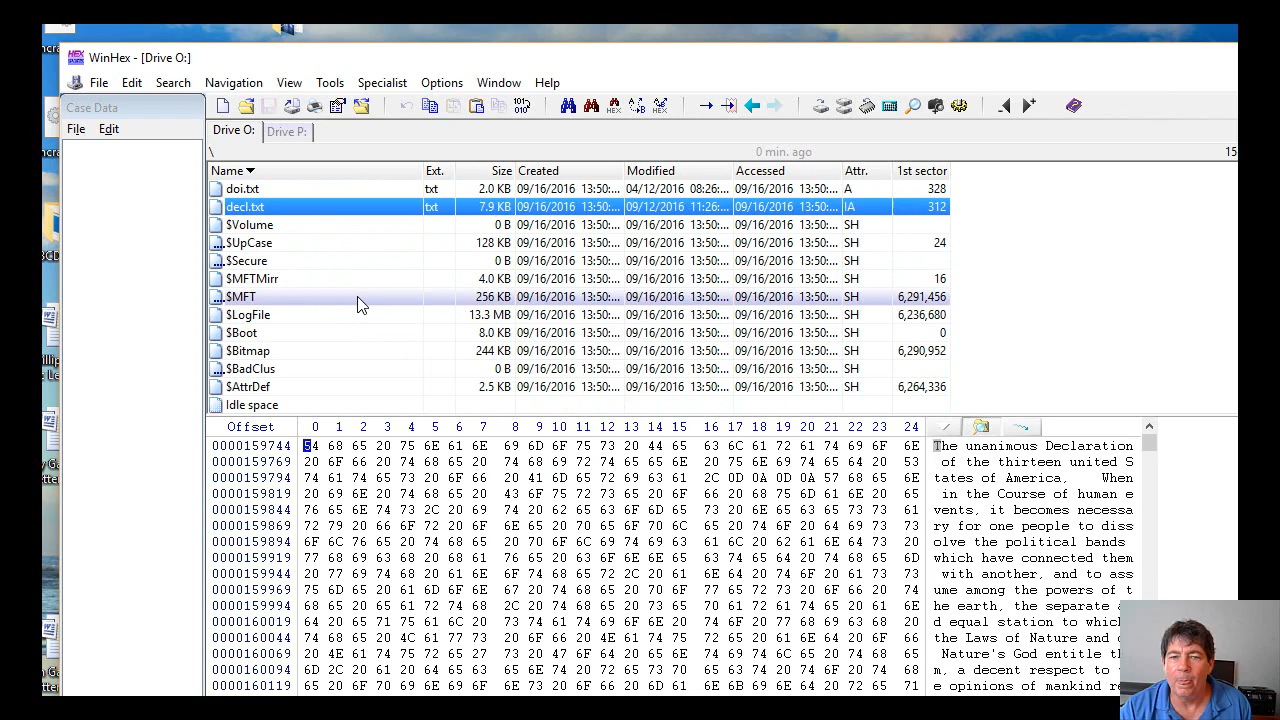 WinHex - [Drive O:]
File Edit Search Navigation View Tools Specialist Options Window Help
Case Data
File Edit
Drive O: Drive P:
\ 0 min. ago 15
Name Ext. Size Created Modified Accessed Attr. 1st sector
doi.txt txt 2.0 KB 09/16/2016 13:50:... 04/12/2016 08:26:... 09/16/2016 13:50:... A 328
decl.txt txt 7.9 KB 09/16/2016 13:50:... 09/12/2016 11:26:... 09/16/2016 13:50:... IA 312
$Volume 0 B 09/16/2016 13:50:... 09/16/2016 13:50:... 09/16/2016 13:50:... SH
$UpCase 128 KB 09/16/2016 13:50:... 09/16/2016 13:50:... 09/16/2016 13:50:... SH 24
$Secure 0 B 09/16/2016 13:50:... 09/16/2016 13:50:... 09/16/2016 13:50:... SH
$MFTMirr 4.0 KB 09/16/2016 13:50:... 09/16/2016 13:50:... 09/16/2016 13:50:... SH 16
$MFT 256 KB 09/16/2016 13:50:... 09/16/2016 13:50:... 09/16/2016 13:50:... SH 6,291,456
$LogFile 13.3 MB 09/16/2016 13:50:... 09/16/2016 13:50:... 09/16/2016 13:50:... SH 6,236,680
$Boot 8.0 KB 09/16/2016 13:50:... 09/16/2016 13:50:... 09/16/2016 13:50:... SH 0
$Bitmap 244 KB 09/16/2016 13:50:... 09/16/2016 13:50:... 09/16/2016 13:50:... SH 6,290,952
$BadClus 0 B 09/16/2016 13:50:... 09/16/2016 13:50:... 09/16/2016 13:50:... SH
$AttrDef 2.5 KB 09/16/2016 13:50:... 09/16/2016 13:50:... 09/16/2016 13:50:... SH 6,264,336
Idle space
Offset 0 1 2 3 4 5 6 7 8 9 10 11 12 13 14 15 16 17 18 19 20 21 22 23 24
0000159744 54 68 65 20 75 6E 61 6E 69 6D 6F 75 73 20 44 65 63 6C 61 72 61 74 69 6F 6E The unanimous Declaration
0000159769 20 6F 66 20 74 68 65 20 74 68 69 72 74 65 65 6E 20 75 6E 69 74 65 64 20 53 of the thirteen united S
0000159794 74 61 74 65 73 20 6F 66 20 41 6D 65 72 69 63 61 2C 0D 0A 0D 0A 57 68 65 6E tates of America, When
0000159819 20 69 6E 20 74 68 65 20 43 6F 75 72 73 65 20 6F 66 20 68 75 6D 61 6E 20 65 in the Course of human e
0000159844 76 65 6E 74 73 2C 20 69 74 20 62 65 63 6F 6D 65 73 20 6E 65 63 65 73 73 61 vents, it becomes necessa
0000159869 72 79 20 66 6F 72 20 6F 6E 65 20 70 65 6F 70 6C 65 20 74 6F 20 64 69 73 73 ry for one people to diss
0000159894 6F 6C 76 65 20 74 68 65 20 70 6F 6C 69 74 69 63 61 6C 20 62 61 6E 64 73 20 olve the political bands
0000159919 77 68 69 63 68 20 68 61 76 65 20 63 6F 6E 6E 65 63 74 65 64 20 74 68 65 6D which have connected them
0000159944 20 77 69 74 68 20 61 6E 6F 74 68 65 72 2C 20 61 6E 64 20 74 6F 20 61 73 73 with another, and to ass
0000159969 75 6D 65 20 61 6D 6F 6E 67 20 74 68 65 20 70 6F 77 65 72 73 20 6F 66 20 74 ume among the powers of t
0000159994 68 65 20 65 61 72 74 68 2C 20 74 68 65 20 73 65 70 61 72 61 74 65 20 61 6E he earth, the separate
0000160019 64 20 65 71 75 61 6C 20 73 74 61 74 69 6F 6E 20 74 6F 20 77 68 69 63 68 20 d equal station to
0000160044 74 68 65 20 4C 61 77 73 20 6F 66 20 4E 61 74 75 72 65 20 61 6E 64 20 6F 66 the Laws of Nature and
0000160069 20 4E 61 74 75 72 65 27 73 20 47 6F 64 20 65 6E 74 69 74 6C 65 20 74 68 65 Nature's God entitle
0000160094 6D 2C 20 61 20 64 65 63 65 6E 74 20 72 65 73 70 65 63 74 20 74 6F 20 74 68 m, a decent respect to
0000160119 65 20 6F 70 69 6E 69 6F 6E 73 20 6F 66 20 6D 61 6E 6B 69 6E 64 20 72 65 71 e opinions of mankind